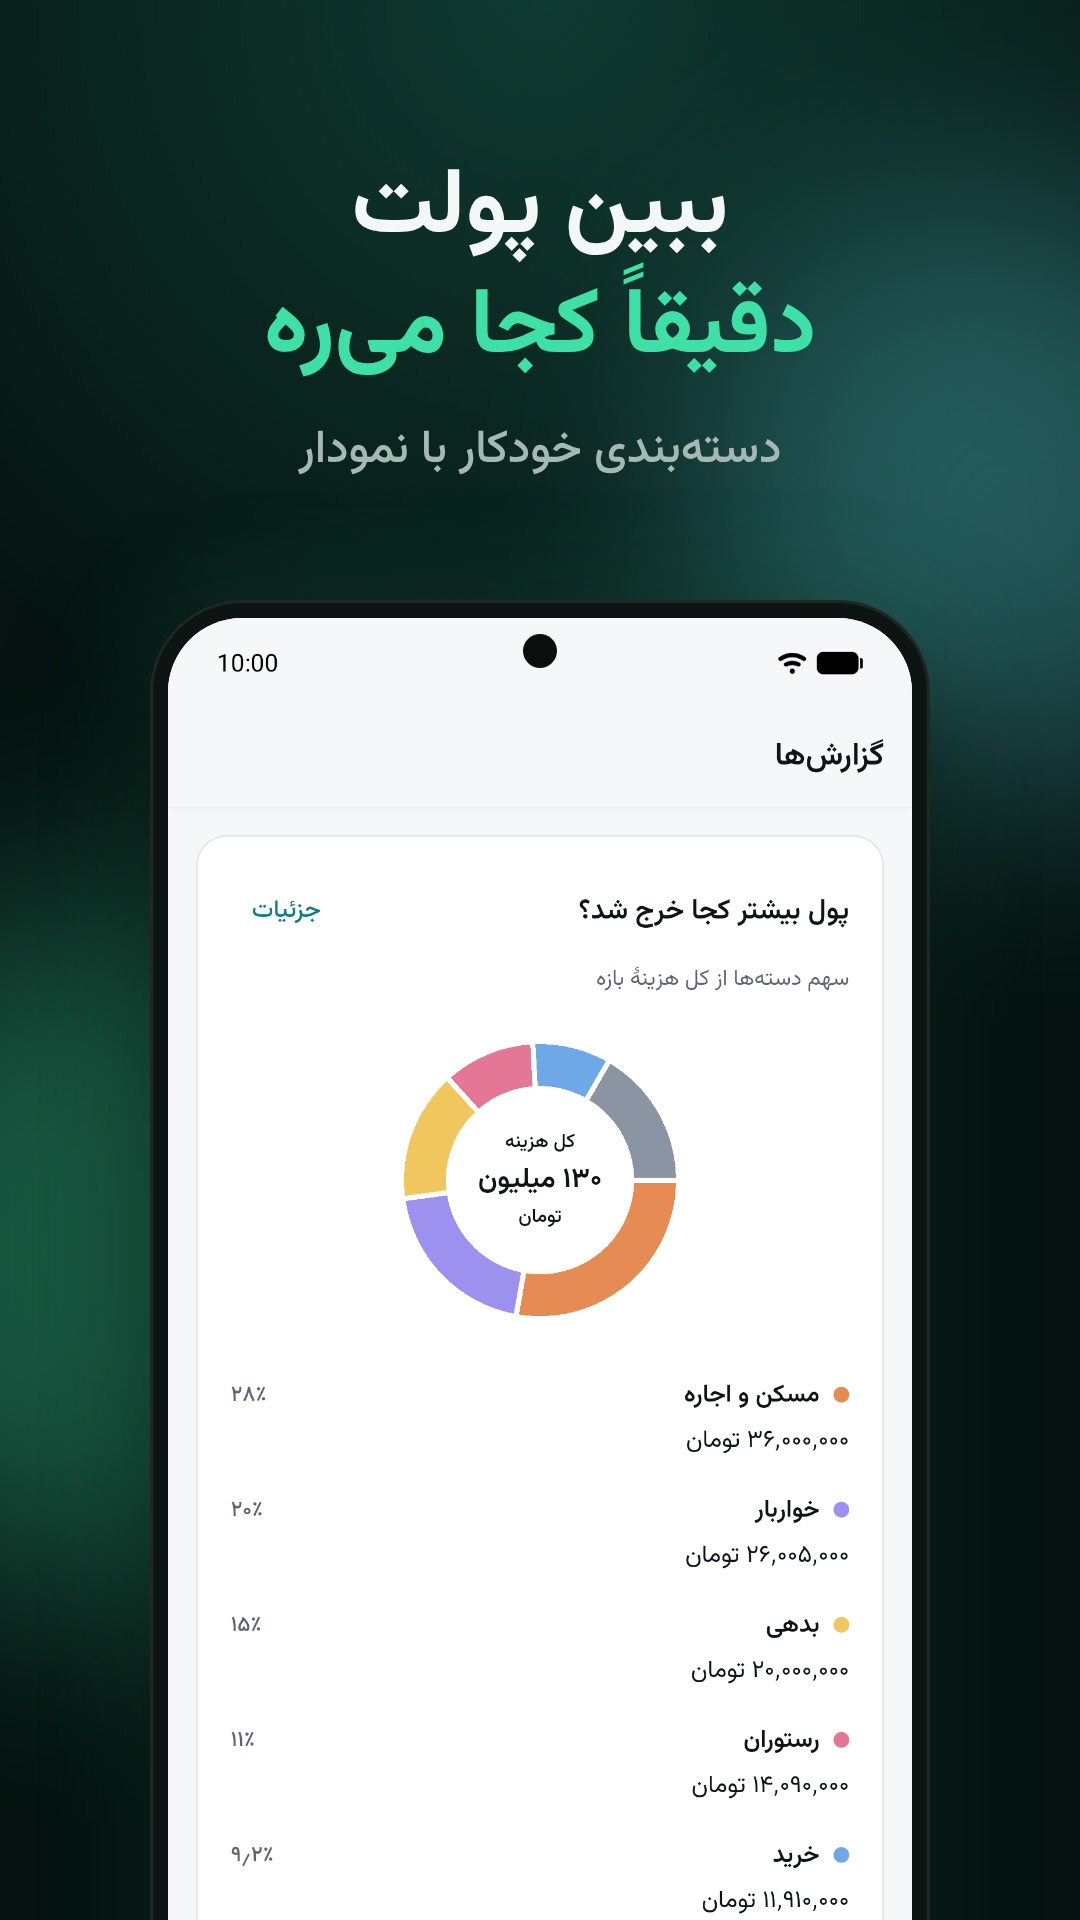 ببین پولت
دقیقاً کجا می‌ره
دسته‌بندی خودکار با نمودار
10:00
گزارش‌ها
پول بیشتر کجا خرج شد؟
جزئیات
سهم دسته‌ها از کل هزینهٔ بازه
کل هزینه
۱۳۰ میلیون
تومان
مسکن و اجاره
۲۸٪
۳۶,۰۰۰,۰۰۰ تومان
خواربار
۲۰٪
۲۶,۰۰۵,۰۰۰ تومان
بدهی
۱۵٪
۲۰,۰۰۰,۰۰۰ تومان
رستوران
۱۱٪
۱۴,۰۹۰,۰۰۰ تومان
خرید
۹٫۲٪
۱۱,۹۱۰,۰۰۰ تومان